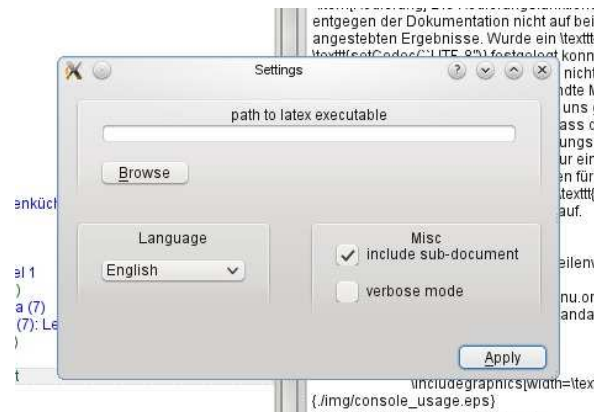 entgegen der Dokumentation nicht auf bei
angestebten Ergebnisse. Wurde ein \texttt
\texttt{setCodec("UTF-8")} festgelegt konn
Settings
nicht
path to latex executable
uns
ass
ungs
Browse
ur ein
en für
\texttt{
enküch
auf.
Language
Misc
include sub-document
English
el 1
eilenv
)
verbose mode
a (7)
nu.or
(7): Le
anda
)
Apply
t
\includegraphics[width=\tex
{./img/console_usage.eps}